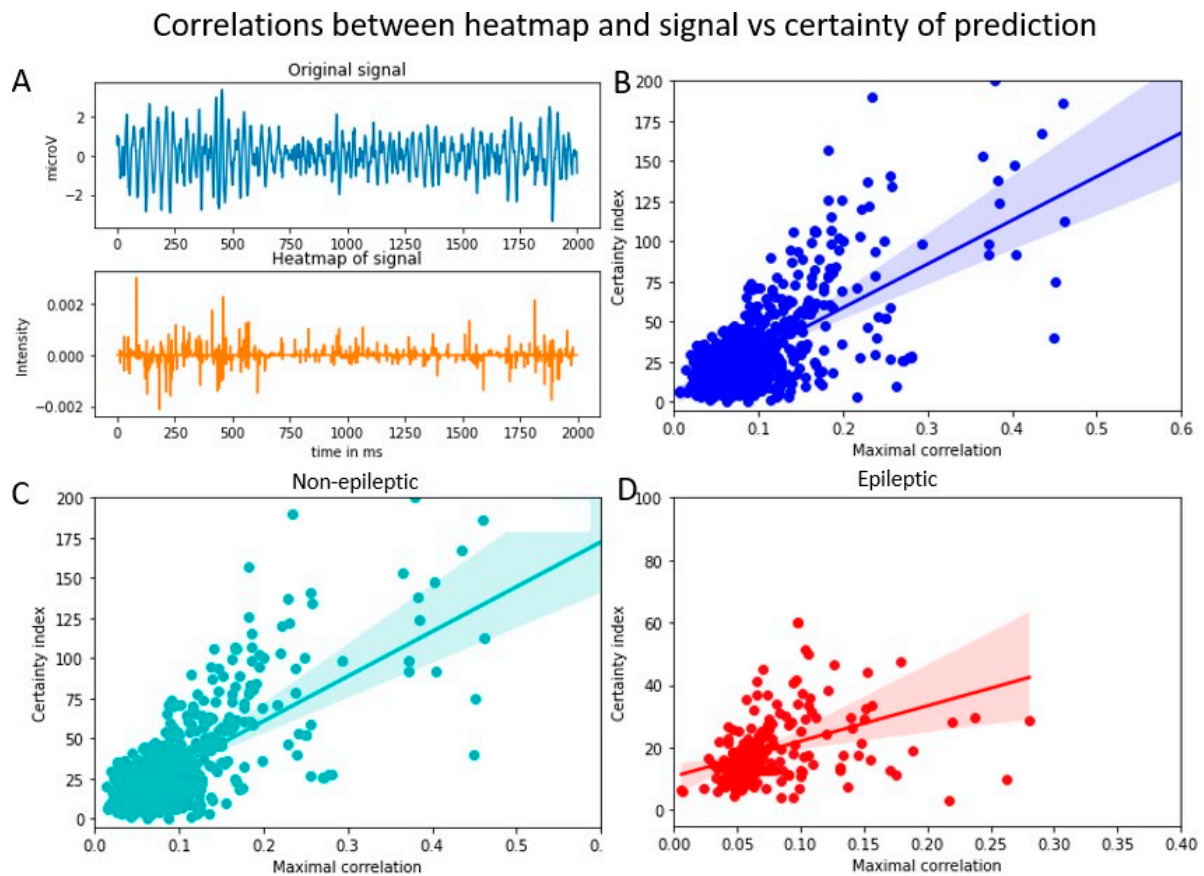 Correlations between heatmap and signal vs certainty of prediction
A
Original signal
microV
2
0
−2
0 250 500 750 1000 1250 1500 1750 2000
Heatmap of signal
Intensity
0.002
0.000
−0.002
0 250 500 750 1000 1250 1500 1750 2000
time in ms
B
Certainty index
200
175
150
125
100
75
50
25
0
0.0 0.1 0.2 0.3 0.4 0.5 0.6
Maximal correlation
C
Non-epileptic
Certainty index
200
175
150
125
100
75
50
25
0
0.0 0.1 0.2 0.3 0.4 0.5 0.
Maximal correlation
D
Epileptic
Certainty index
100
80
60
40
20
0
0.00 0.05 0.10 0.15 0.20 0.25 0.30 0.35 0.40
Maximal correlation